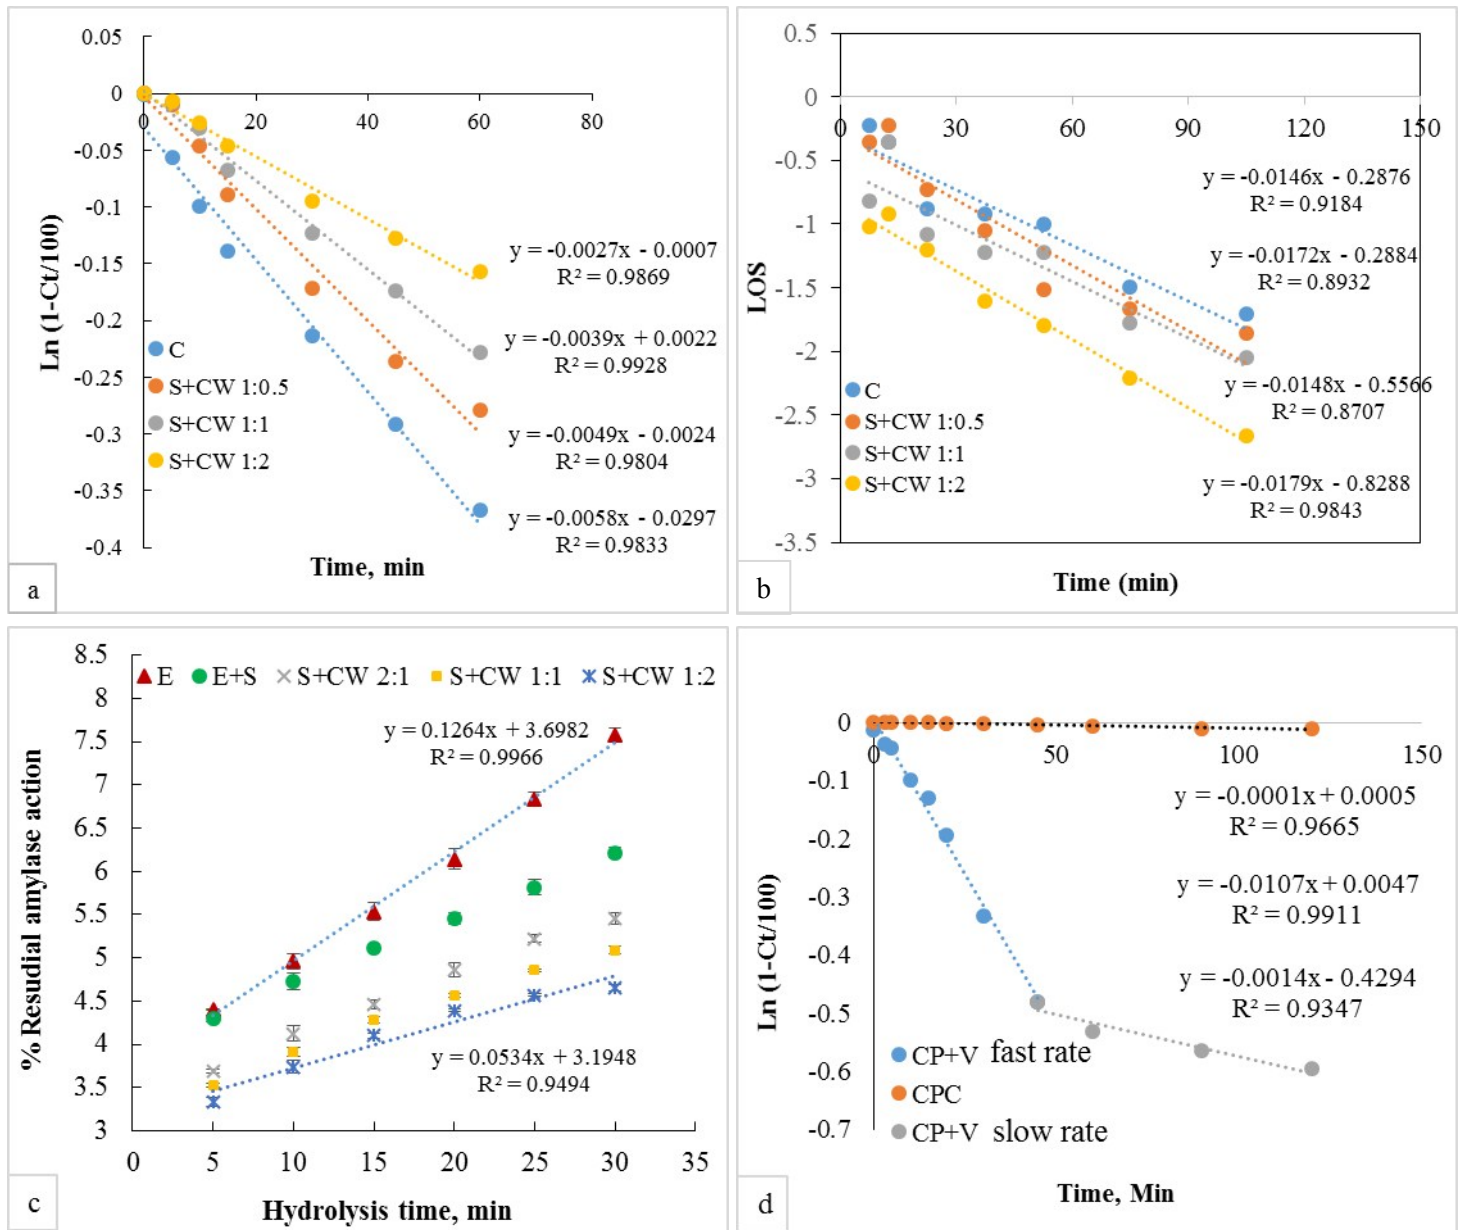 0.05
0
-0.05
-0.1
-0.15
-0.2
-0.25
-0.3
-0.35
-0.4
0 20 40 60 80
Ln (1-Ct/100)
Time, min
C
S+CW 1:0.5
S+CW 1:1
S+CW 1:2
y = -0.0027x - 0.0007
R² = 0.9869
y = -0.0039x + 0.0022
R² = 0.9928
y = -0.0049x - 0.0024
R² = 0.9804
y = -0.0058x - 0.0297
R² = 0.9833
a
0.5
0
-0.5
-1
-1.5
-2
-2.5
-3
-3.5
0 30 60 90 120 150
LOS
Time (min)
C
S+CW 1:0.5
S+CW 1:1
S+CW 1:2
y = -0.0146x - 0.2876
R² = 0.9184
y = -0.0172x - 0.2884
R² = 0.8932
y = -0.0148x - 0.5566
R² = 0.8707
y = -0.0179x - 0.8288
R² = 0.9843
b
8.5
8
7.5
7
6.5
6
5.5
5
4.5
4
3.5
3
0 5 10 15 20 25 30 35
% Resudial amylase action
Hydrolysis time, min
E E+S S+CW 2:1 S+CW 1:1 S+CW 1:2
y = 0.1264x + 3.6982
R² = 0.9966
y = 0.0534x + 3.1948
R² = 0.9494
c
0
-0.1
-0.2
-0.3
-0.4
-0.5
-0.6
-0.7
0 50 100 150
Ln (1-Ct/100)
Time, Min
y = -0.0001x + 0.0005
R² = 0.9665
y = -0.0107x + 0.0047
R² = 0.9911
y = -0.0014x - 0.4294
R² = 0.9347
CP+V fast rate
CPC
CP+V slow rate
d